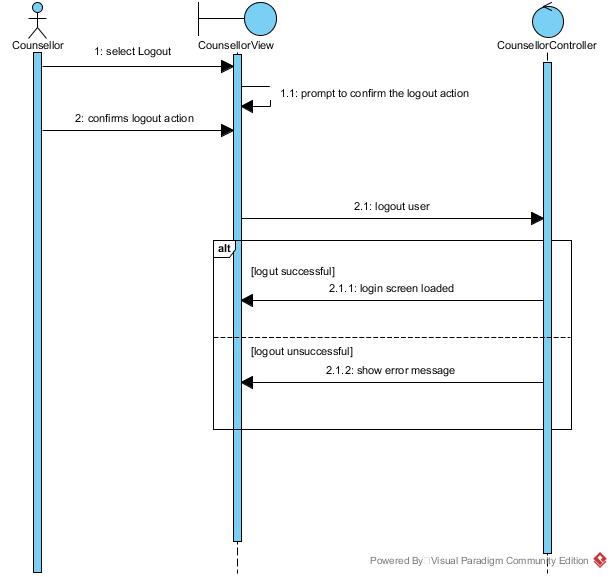 Counsellor
CounsellorView
CounsellorController
1: select Logout
1.1: prompt to confirm the logout action
2: confirms logout action
2.1: logout user
alt
[logut successful]
2.1.1: login screen loaded
[logout unsuccessful]
2.1.2: show error message
Powered By Visual Paradigm Community Edition